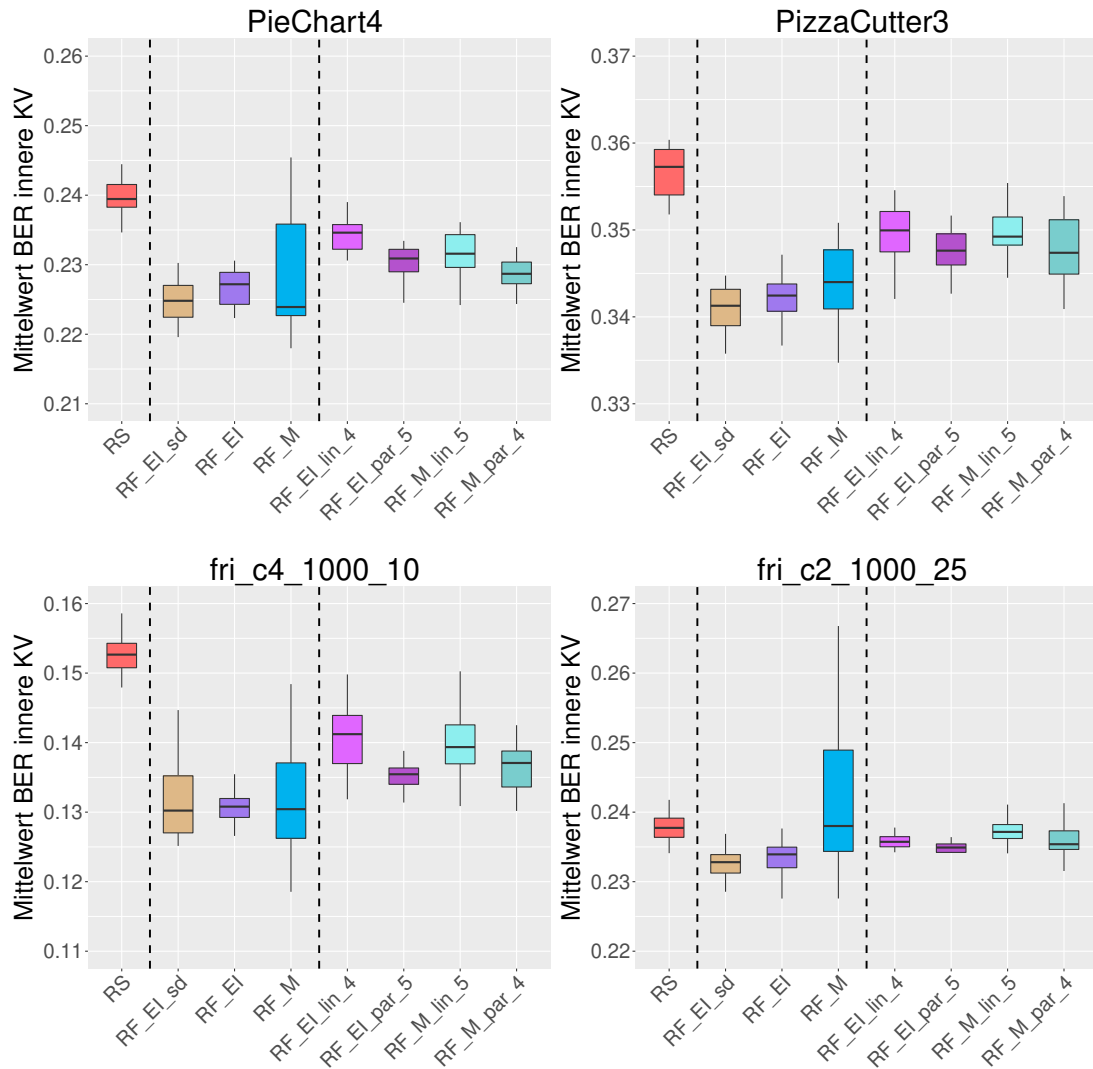 PieChart4
Mittelwert BER innere KV
0.26
0.25
0.24
0.23
0.22
0.21
RS
RF_EI_sd
RF_EI
RF_M
RF_EI_lin_4
RF_EI_par_5
RF_M_lin_5
RF_M_par_4
PizzaCutter3
Mittelwert BER innere KV
0.37
0.36
0.35
0.34
0.33
RS
RF_EI_sd
RF_EI
RF_M
RF_EI_lin_4
RF_EI_par_5
RF_M_lin_5
RF_M_par_4
fri_c4_1000_10
Mittelwert BER innere KV
0.16
0.15
0.14
0.13
0.12
0.11
RS
RF_EI_sd
RF_EI
RF_M
RF_EI_lin_4
RF_EI_par_5
RF_M_lin_5
RF_M_par_4
fri_c2_1000_25
Mittelwert BER innere KV
0.27
0.26
0.25
0.24
0.23
0.22
RS
RF_EI_sd
RF_EI
RF_M
RF_EI_lin_4
RF_EI_par_5
RF_M_lin_5
RF_M_par_4